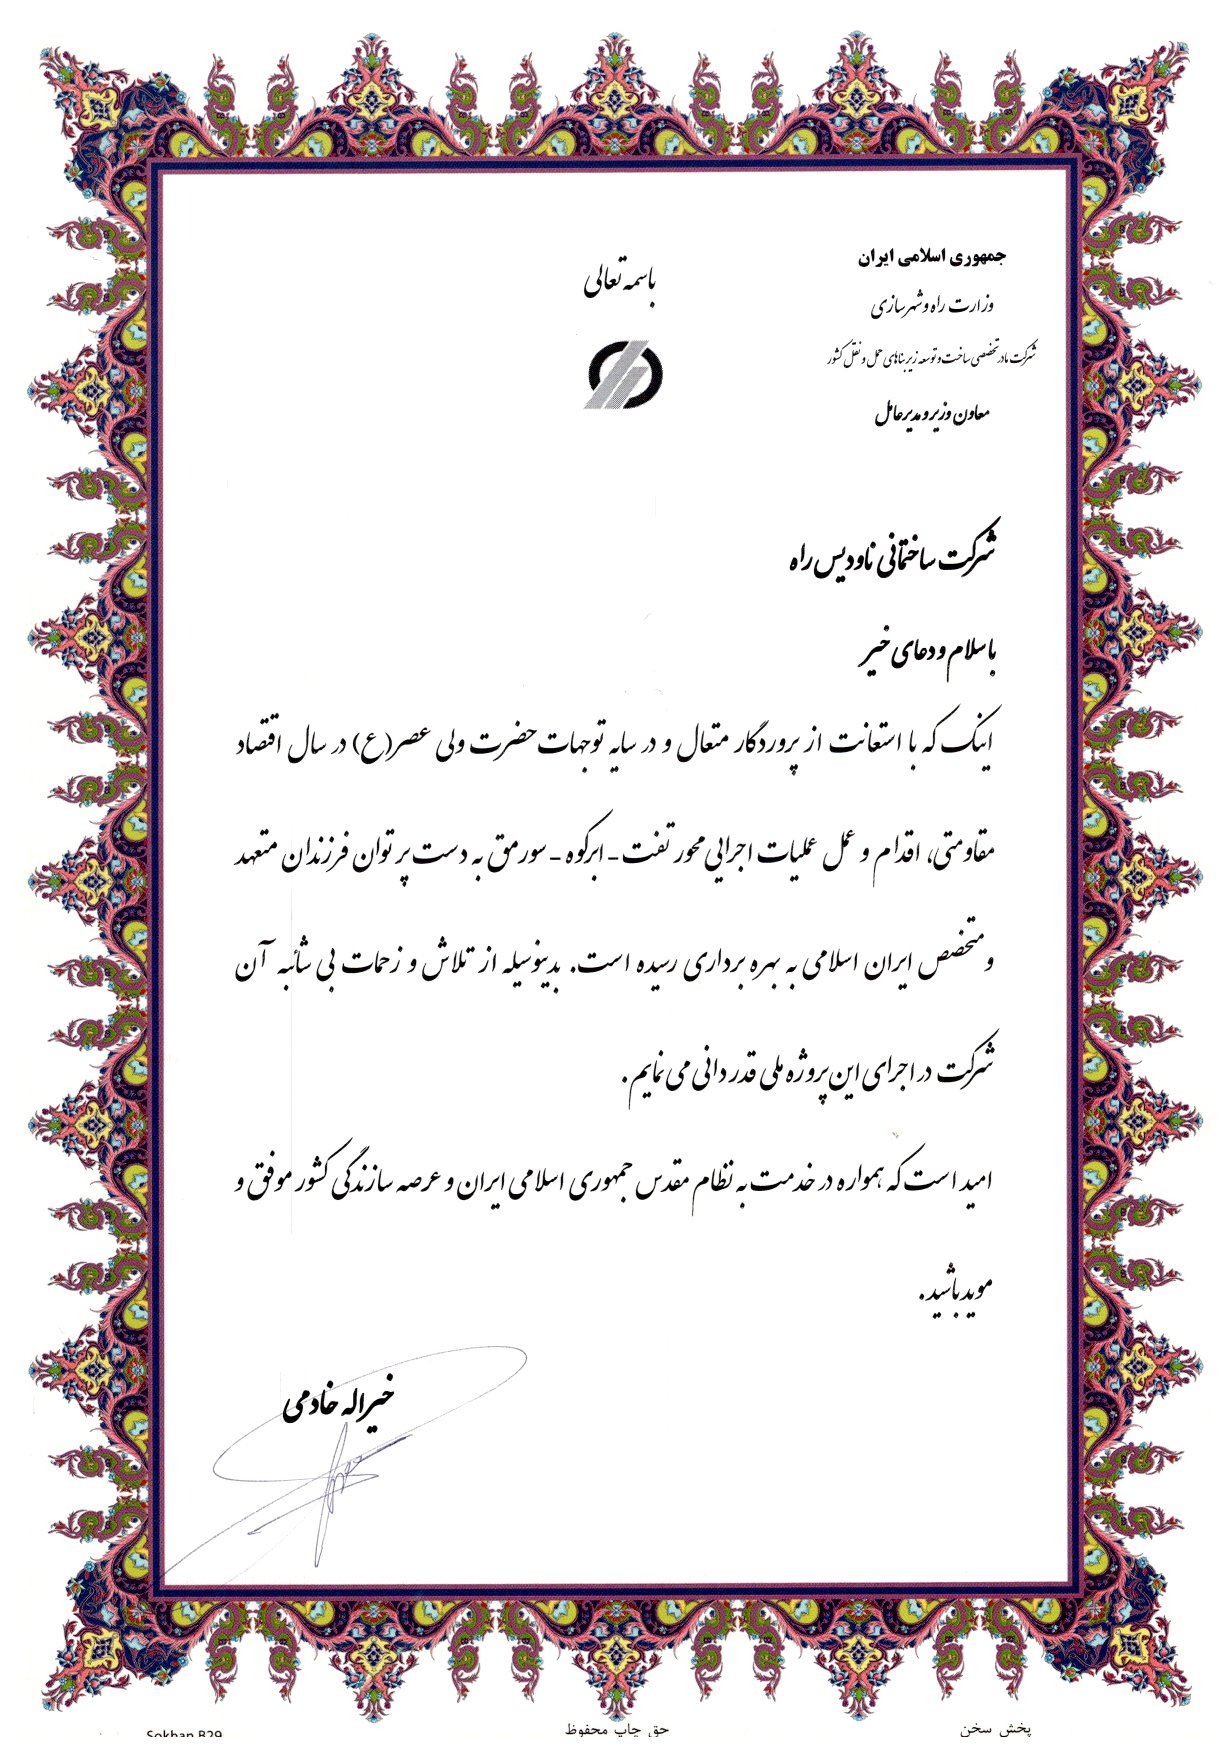 باسمه تعالی
جمهوری اسلامی ایران
وزارت راه و شهرسازی
شرکت مادر تخصصی ساخت و توسعه زیربناهای حمل و نقل کشور
معاون وزیر و مدیرعامل
شرکت ساختمانی ناودیس راه
با سلام و دعای خیر
اینک که با استعانت از پروردگار متعال و در سایه توجهات حضرت ولی عصر(ع) در سال اقتصاد
مقاومتی، اقدام و عمل عملیات اجرایی محور تفت - ابرکوه - سورمق به دست پر توان فرزندان متعهد
و متخصص ایران اسلامی به بهره برداری رسیده است. بدینوسیله از تلاش و زحمات بی شائبه آن
شرکت در اجرای این پروژه ملی قدردانی می نمایم.
امید است که همواره در خدمت به نظام مقدس جمهوری اسلامی ایران و عرصه سازندگی کشور موفق و
موید باشید.
خیراله خادمی
پخش سخن
حق چاپ محفوظ
Sokhan B29